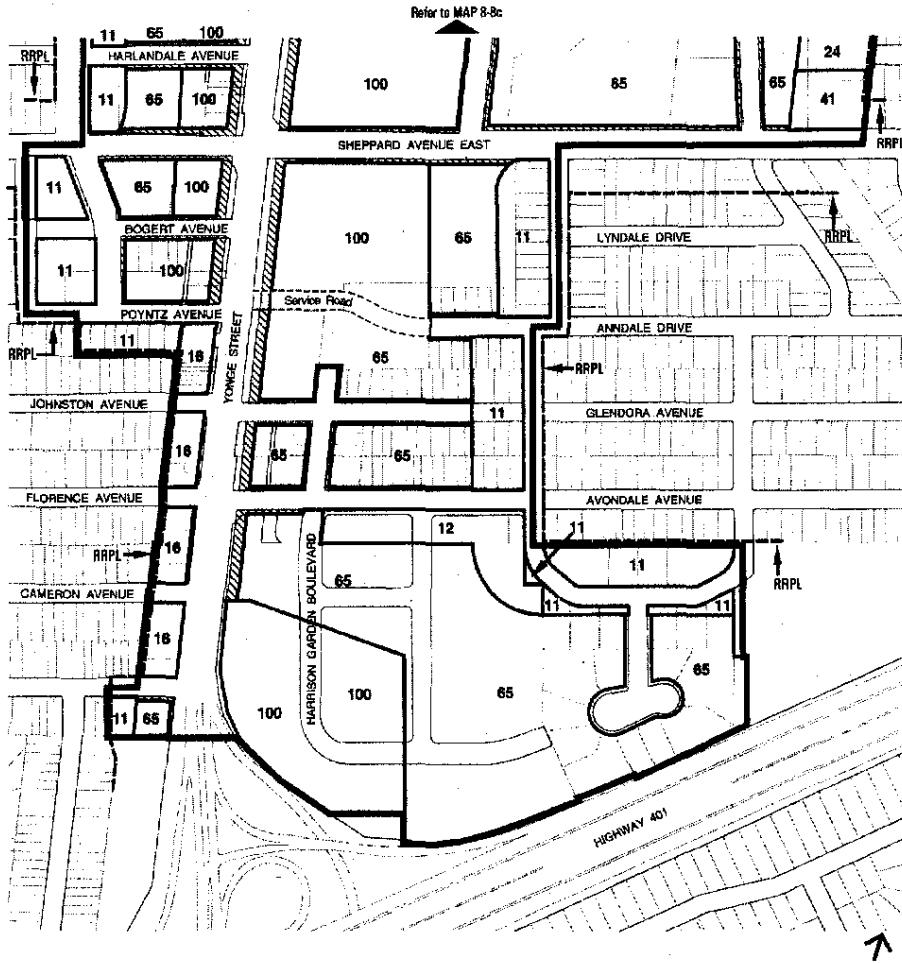 Refer to MAP 8-8c
11 65 100
HARLANDALE AVENUE
RRPL
24
100
65
65
41
11
65
100
SHEPPARD AVENUE EAST
RRPL
11
65
100
BOGERT AVENUE
100
65
11
LYNDALE DRIVE
RRPL
11
100
Service Road
POYNTZ AVENUE
ANNDALE DRIVE
11
16
YONGE STREET
65
RRPL
RRPL
JOHNSTON AVENUE
11
GLENDORA AVENUE
16
65
65
FLORENCE AVENUE
AVONDALE AVENUE
12
11
16
RRPL
HARRISON GARDEN BOULEVARD
65
11
RRPL
CAMERON AVENUE
11
11
16
65
65
100
100
11
65
HIGHWAY 401